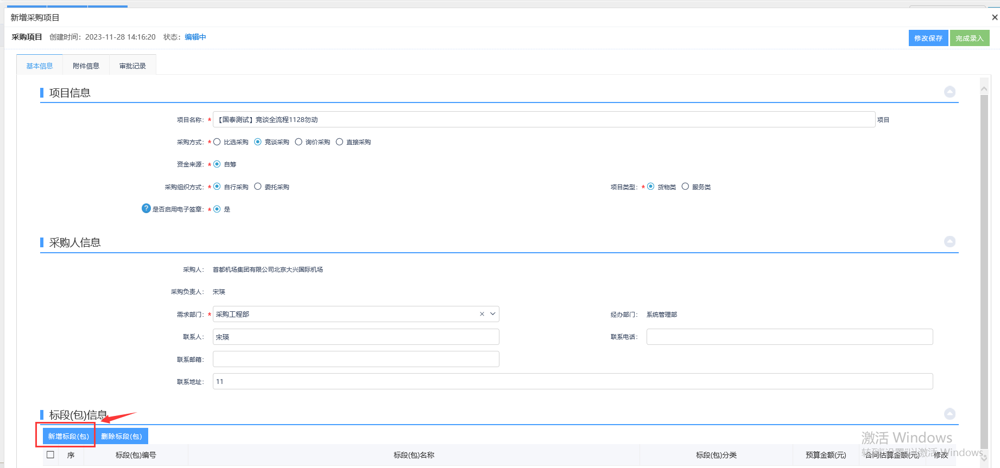 新增采购项目
采购项目 创建时间：2023-11-28 14:16:20 状态：编辑中
修改保存 完成录入
基本信息 附件信息 审批记录
项目信息
项目名称：* 【国泰测试】竞谈全流程1128勿动 项目
采购方式：* 比选采购 竞谈采购 询价采购 直接采购
资金来源：* 自筹
采购组织方式：* 自行采购 委托采购 项目类型：* 货物类 服务类
? 是否启用电子签章：* 是
采购人信息
采购人： 首都机场集团有限公司北京大兴国际机场
采购负责人： 宋瑛
需求部门：* 采购工程部 经办部门： 系统管理部
联系人： 宋瑛 联系电话：
联系邮箱：
联系地址： 11
标段(包)信息
新增标段(包) 删除标段(包)
激活 Windows
转到"设置"以激活 Windows。
序 标段(包)编号 标段(包)名称 标段(包)分类 预算金额(元) 合同估算金额(元) 修改